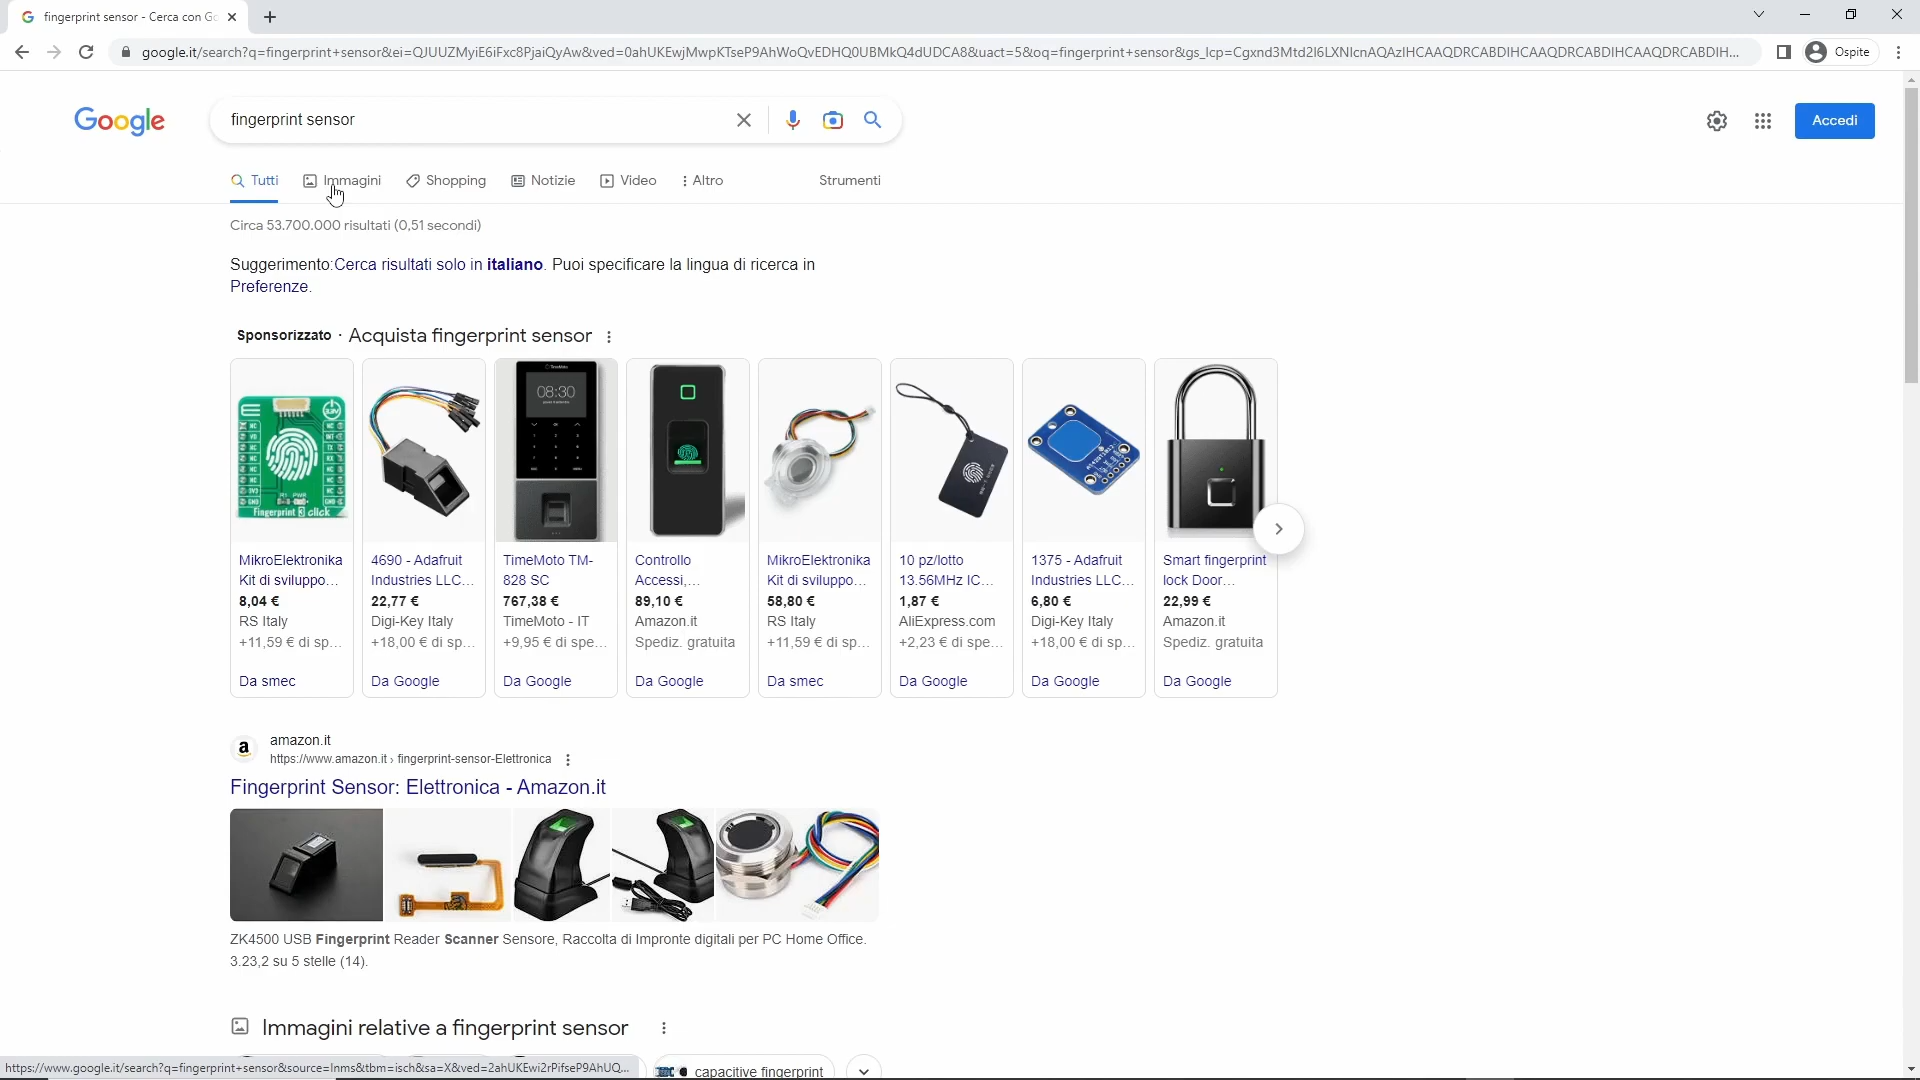 fingerprint sensor - Cerca con Go
google.it/search?q=fingerprint+sensor&ei=QJUUZMyiE6iFxc8PjaiQyAw&ved=0ahUKEwjMwpKTseP9AhWoQvEDHQ0UBMkQ4dUDCA8&uact=5&oq=fingerprint+sensor&gs_lcp=Cgxnd3Mtd2l6LXNlcnAQAzIHCAAQDRCABDIHCAAQDRCABDIHCAAQDRCABDIHCAAQDRCABDIH...
Ospite
Google
fingerprint sensor
Accedi
Tutti
Immagini
Shopping
Notizie
Video
Altro
Strumenti
Circa 53.700.000 risultati (0,51 secondi)
Suggerimento:Cerca risultati solo in italiano. Puoi specificare la lingua di ricerca in
Preferenze.
Sponsorizzato · Acquista fingerprint sensor
Fingerprint 3 click
MikroElektronika
Kit di sviluppo...
8,04 €
RS Italy
+11,59 € di sp...
Da smec
4690 - Adafruit
Industries LLC...
22,77 €
Digi-Key Italy
+18,00 € di sp...
Da Google
TimeMoto
08:30
TimeMoto TM-
828 SC
767,38 €
TimeMoto - IT
+9,95 € di spe...
Da Google
Controllo
Accessi,...
89,10 €
Amazon.it
Spediz. gratuita
Da Google
MikroElektronika
Kit di sviluppo...
58,80 €
RS Italy
+11,59 € di sp...
Da smec
10 pz/lotto
13.56MHz IC...
1,87 €
AliExpress.com
+2,23 € di spe...
Da Google
1375 - Adafruit
Industries LLC...
6,80 €
Digi-Key Italy
+18,00 € di sp...
Da Google
Smart fingerprint
lock Door...
22,99 €
Amazon.it
Spediz. gratuita
Da Google
amazon.it
https://www.amazon.it › fingerprint-sensor-Elettronica
Fingerprint Sensor: Elettronica - Amazon.it
ZK4500 USB Fingerprint Reader Scanner Sensore, Raccolta di Impronte digitali per PC Home Office.
3.23,2 su 5 stelle (14).
Immagini relative a fingerprint sensor
https://www.google.it/search?q=fingerprint+sensor&source=lnms&tbm=isch&sa=X&ved=2ahUKEwi2rPifseP9AhUQ...
capacitive fingerprint